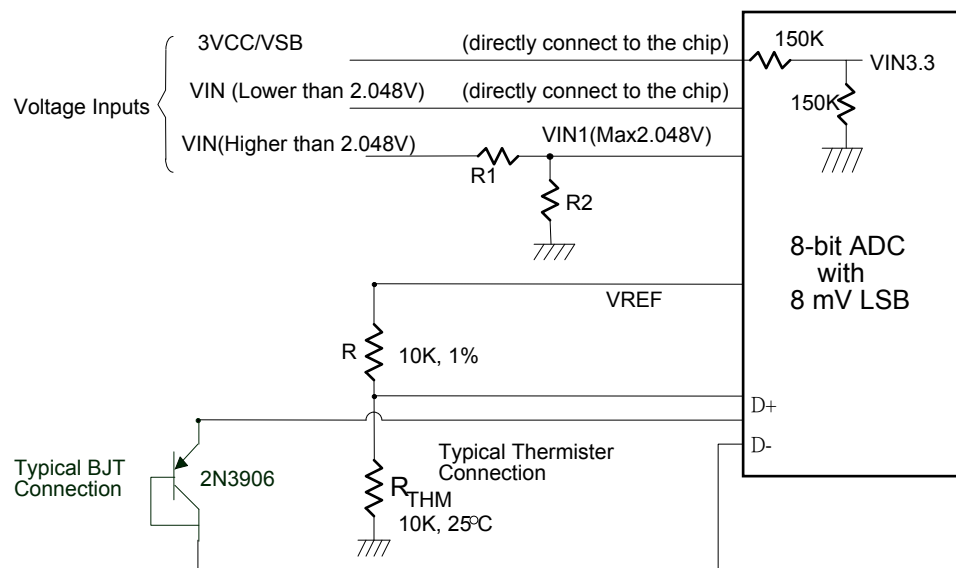 3VCC/VSB
(directly connect to the chip)
150K
VIN3.3
VIN (Lower than 2.048V)
(directly connect to the chip)
150K
Voltage Inputs
VIN(Higher than 2.048V)
VIN1(Max2.048V)
R1
R2
8-bit ADC
with
8 mV LSB
VREF
R
10K, 1%
D+
D-
Typical BJT
Connection
2N3906
Typical Thermister
Connection
RTHM
10K, 25°C